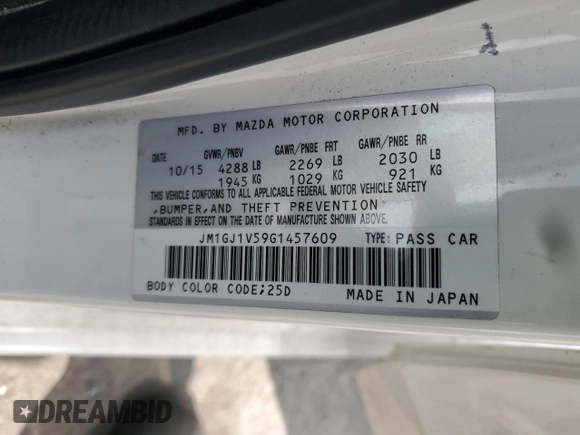 MFD. BY MAZDA MOTOR CORPORATION
DATE GVWR/PNBV GAWR/PNBE FRT GAWR/PNBE RR
10/15 4288 LB 2269 LB 2030 LB
1945 KG 1029 KG 921 KG
THIS VEHICLE CONFORMS TO ALL APPLICABLE FEDERAL MOTOR VEHICLE SAFETY
,BUMPER,AND THEFT PREVENTION
STANDARDS IN EFFECT ON THE DATE OF MANUFACTURE SHOWN ABOVE.
JM1GJ1V59G1457609 TYPE: PASS CAR
BODY COLOR CODE;25D MADE IN JAPAN
DREAMBID